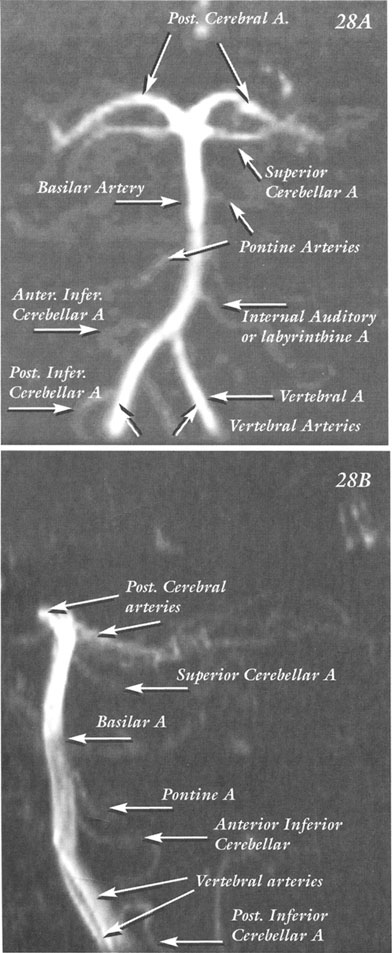 Post. Cerebral A.
28A
Superior
Cerebellar A
Basilar Artery
Pontine Arteries
Anter. Infer.
Cerebellar A
Internal Auditory
or labyrinthine A
Post. Infer.
Cerebellar A
Vertebral A
Vertebral Arteries
28B
Post. Cerebral
arteries
Superior Cerebellar A
Basilar A
Pontine A
Anterior Inferior
Cerebellar
Vertebral arteries
Post. Inferior
Cerebellar A